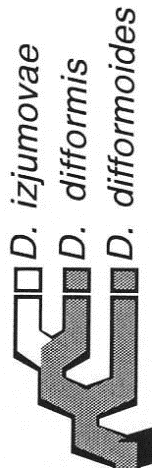 D. izjumovae
D. difformis
D. difformoides